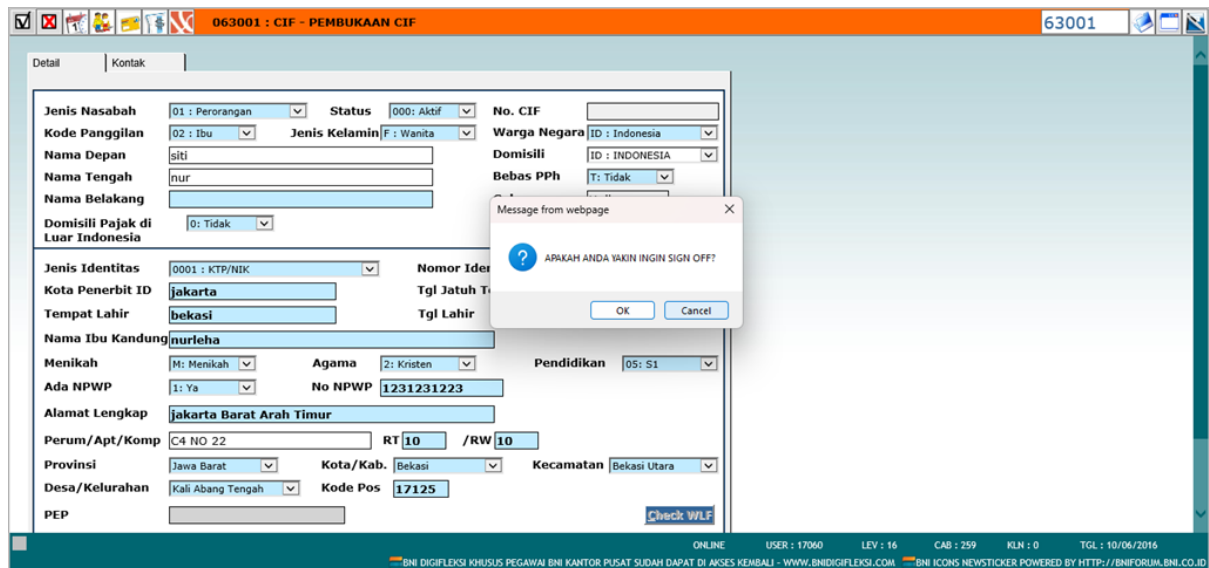 063001 : CIF - PEMBUKAAN CIF 63001
Detail Kontak
Jenis Nasabah 01 : Perorangan Status 000: Aktif No. CIF
Kode Panggilan 02 : Ibu Jenis Kelamin F : Wanita Warga Negara ID : Indonesia
Nama Depan siti Domisili ID : INDONESIA
Nama Tengah nur Bebas PPh T: Tidak
Nama Belakang
Message from webpage
Domisili Pajak di Luar Indonesia 0: Tidak
APAKAH ANDA YAKIN INGIN SIGN OFF?
OK Cancel
Jenis Identitas 0001 : KTP/NIK Nomor Iden
Kota Penerbit ID jakarta Tgl Jatuh T
Tempat Lahir bekasi Tgl Lahir
Nama Ibu Kandung nurleha
Menikah M: Menikah Agama 2: Kristen Pendidikan 05: S1
Ada NPWP 1: Ya No NPWP 1231231223
Alamat Lengkap jakarta Barat Arah Timur
Perum/Apt/Komp C4 NO 22 RT 10 /RW 10
Provinsi Jawa Barat Kota/Kab. Bekasi Kecamatan Bekasi Utara
Desa/Kelurahan Kali Abang Tengah Kode Pos 17125
PEP Check WLF
ONLINE USER : 17060 LEV : 16 CAB : 259 KLN : 0 TGL : 10/06/2016
BNI DIGIFLEKSI KHUSUS PEGAWAI BNI KANTOR PUSAT SUDAH DAPAT DI AKSES KEMBALI - WWW.BNIDIGIFLEKSI.COM BNI ICONS NEWSTICKER POWERED BY HTTP://BNIFORUM.BNI.CO.ID